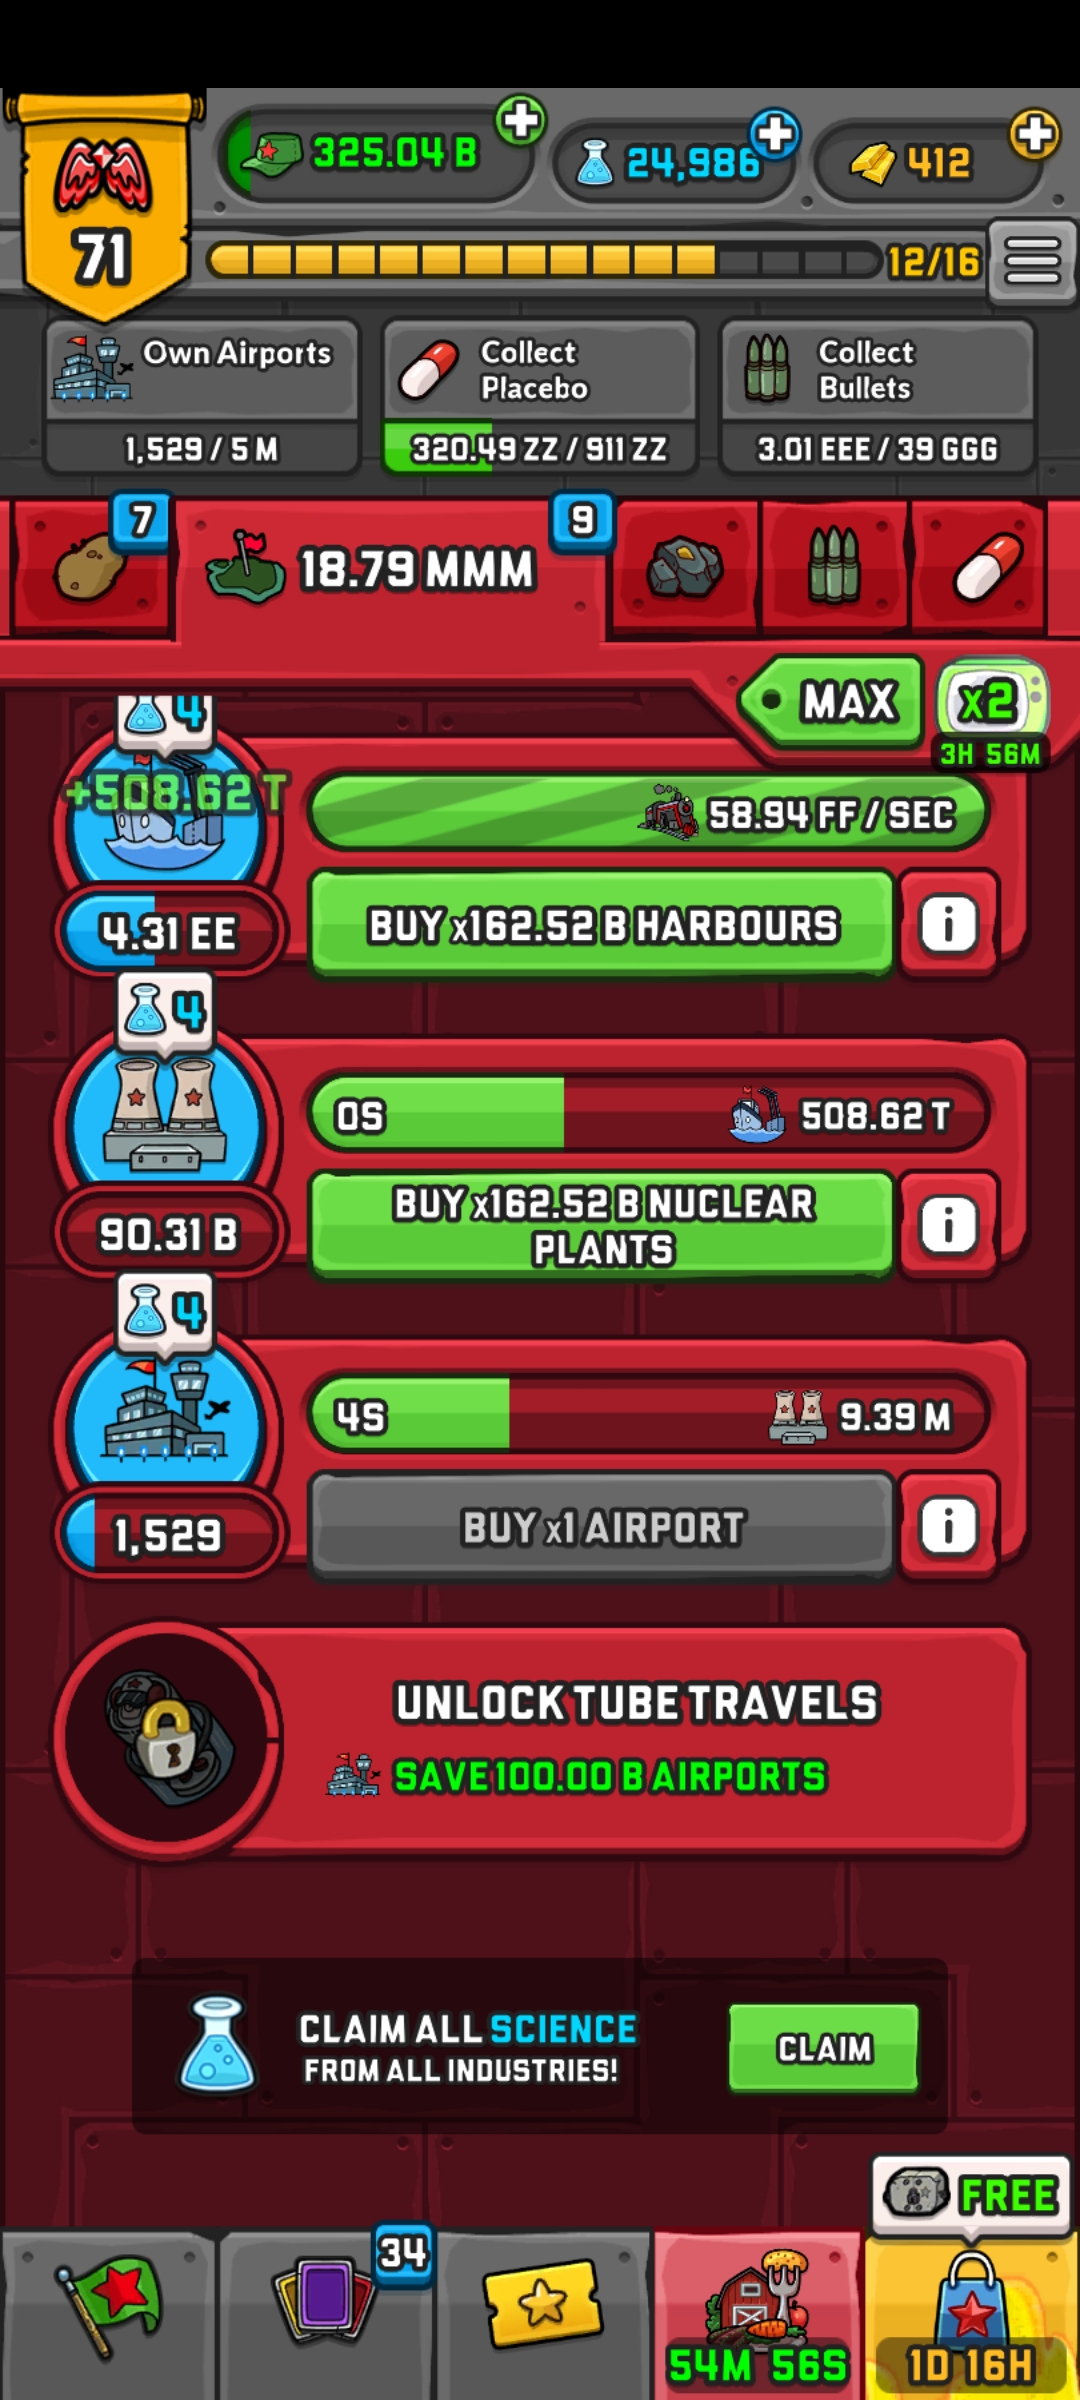 325.04 B
24,986
412
71
12/16
Own Airports
1,529 / 5 M
Collect
Placebo
320.49 ZZ / 911 ZZ
Collect
Bullets
3.01 EEE / 39 GGG
7
18.79 MMM
9
MAX
x2
3H 56M
4
+508.62 T
58.94 FF / SEC
4.31 EE
BUY x162.52 B HARBOURS
i
4
0S
508.62 T
90.31 B
BUY x162.52 B NUCLEAR
PLANTS
i
4
4S
9.39 M
1,529
BUY x1 AIRPORT
i
UNLOCK TUBE TRAVELS
SAVE 100.00 B AIRPORTS
CLAIM ALL SCIENCE
FROM ALL INDUSTRIES!
CLAIM
FREE
34
54M 56S
1D 16H